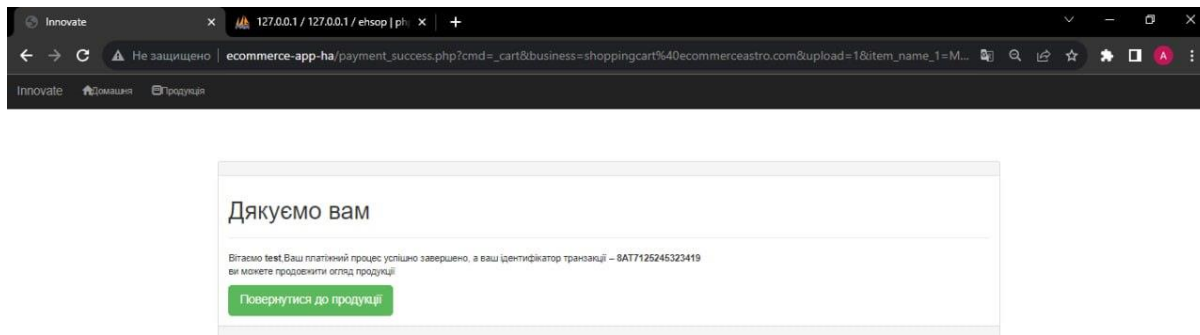 Innovate
127.0.0.1 / 127.0.0.1 / ehsop | ph
Не защищено ecommerce-app-ha/payment_success.php?cmd=_cart&business=shoppingcart%40ecommerceastro.com&upload=1&item_name_1=M...
A
Innovate Домашня Продукція
Дякуємо вам
Вітаємо test,Ваш платіжний процес успішно завершено, а ваш ідентифікатор транзакції – 8AT7125245323419
ви можете продовжити огляд продукції
Повернутися до продукції